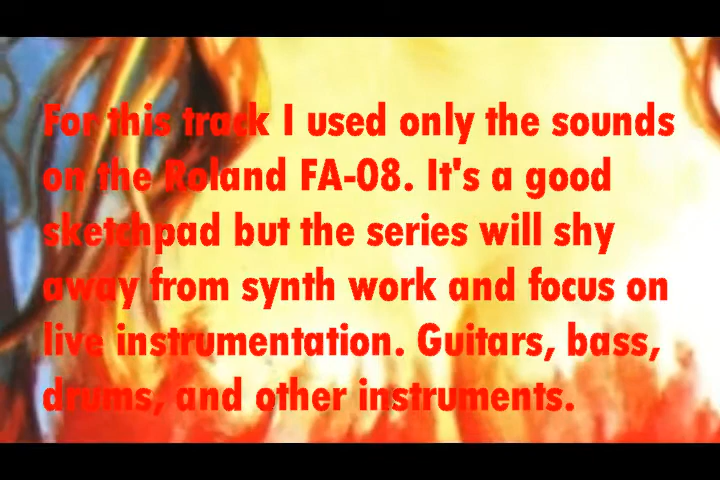 For this track I used only the sounds
on the Roland FA-08. It's a good
sketchpad but the series will shy
away from synth work and focus on
live instrumentation. Guitars, bass,
drums, and other instruments.